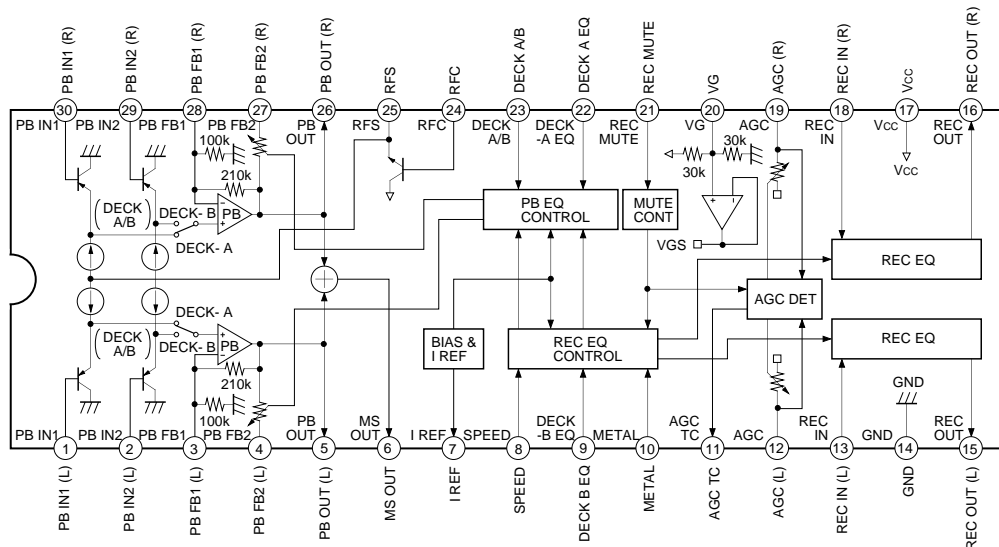 PB IN1 (R)
PB IN2 (R)
PB FB1 (R)
PB FB2 (R)
PB OUT (R)
RFS
RFC
DECK A/B
DECK A EQ
REC MUTE
VG
AGC (R)
REC IN (R)
VCC
REC OUT (R)
30
29
28
27
26
25
24
23
22
21
20
19
18
17
16
PB IN1
PB IN2
PB FB1
PB FB2
PB OUT
RFS
RFC
DECK A/B
DECK -A EQ
REC MUTE
VG
AGC
REC IN
VCC
REC OUT
100k
210k
30k
30k
VCC
(DECK A/B)
DECK- B
PB
DECK- A
PB EQ
CONTROL
MUTE
CONT
VGS
REC EQ
AGC DET
DECK-A
(DECK A/B)
DECK- B
PB
BIAS &
I REF
REC EQ
CONTROL
REC EQ
210k
100k
GND
PB IN1
PB IN2
PB FB1
PB FB2
PB OUT
MS OUT
I REF
SPEED
DECK -B EQ
METAL
AGC TC
AGC
REC IN
GND
REC OUT
1
2
3
4
5
6
7
8
9
10
11
12
13
14
15
PB IN1 (L)
PB IN2 (L)
PB FB1 (L)
PB FB2 (L)
PB OUT (L)
MS OUT
I REF
SPEED
DECK B EQ
METAL
AGC TC
AGC (L)
REC IN (L)
GND
REC OUT (L)